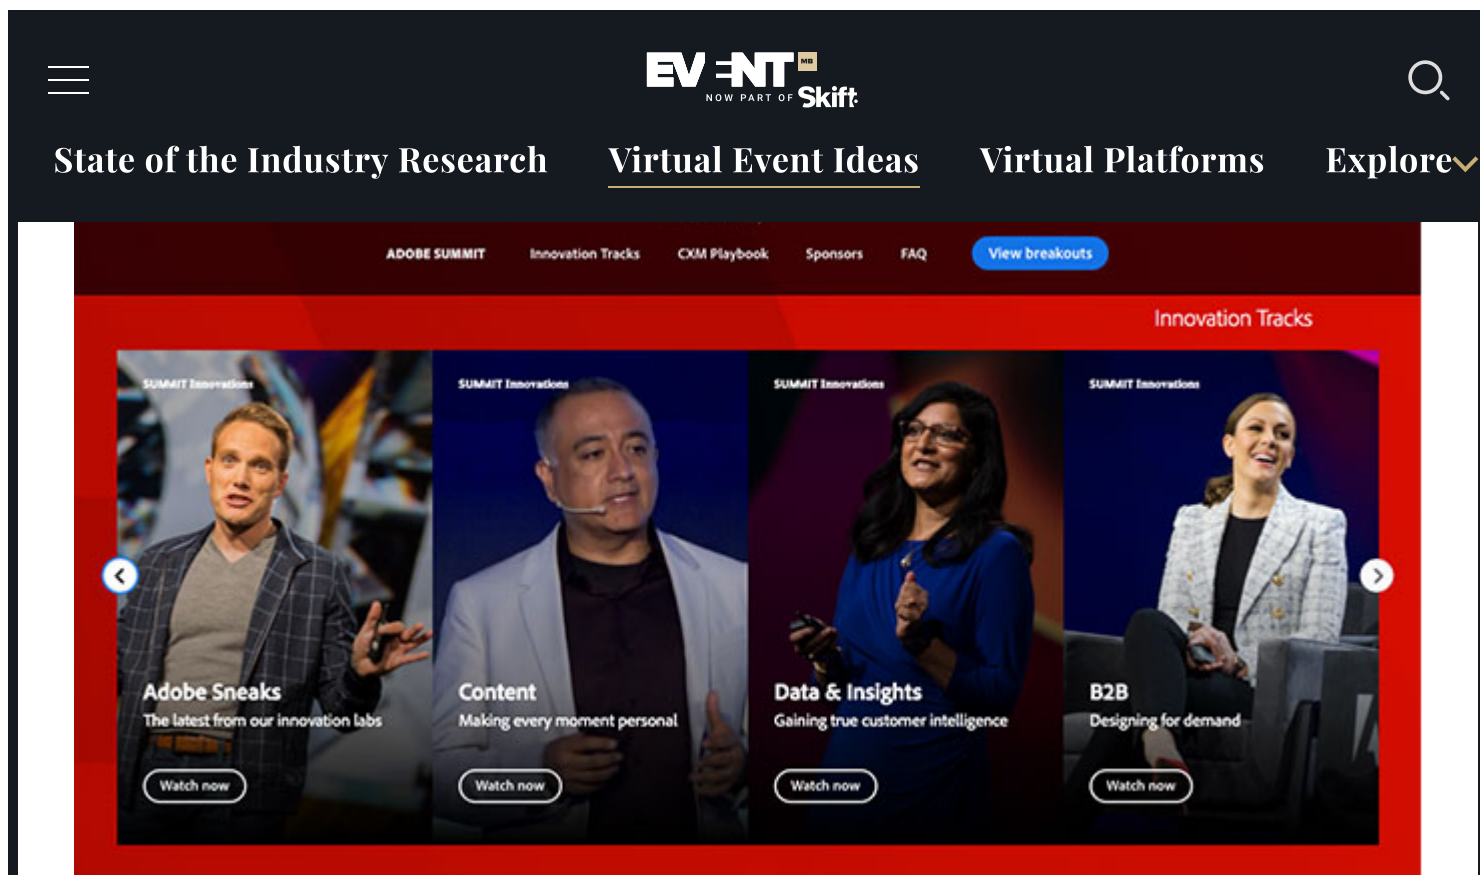 EVENT MB
NOW PART OF Skift
State of the Industry Research Virtual Event Ideas Virtual Platforms Explore
ADOBE SUMMIT Innovation Tracks CXM Playbook Sponsors FAQ View breakouts
Innovation Tracks
SUMMIT Innovations SUMMIT Innovations SUMMIT Innovations SUMMIT Innovations
Adobe Sneaks Content Data & Insights B2B
The latest from our innovation labs Making every moment personal Gaining true customer intelligence Designing for demand
Watch now Watch now Watch now Watch now